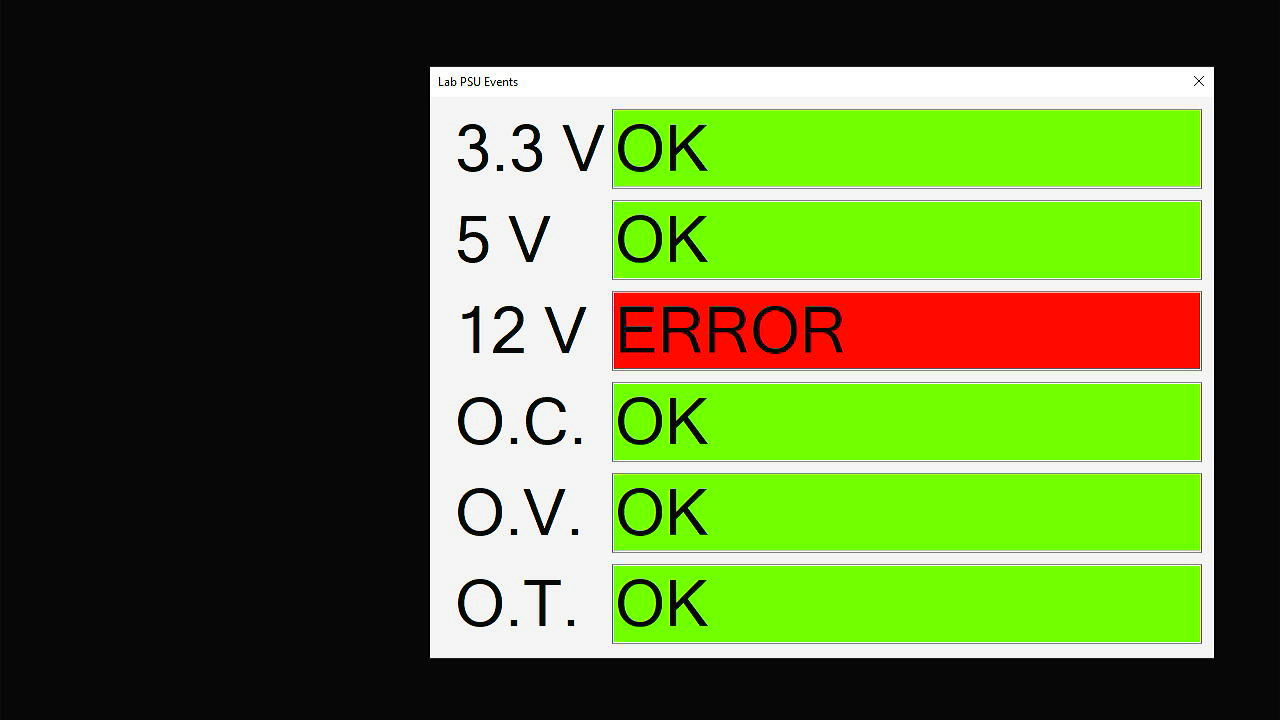 Lab PSU Events
3.3 V OK
5 V OK
12 V ERROR
O.C. OK
O.V. OK
O.T. OK